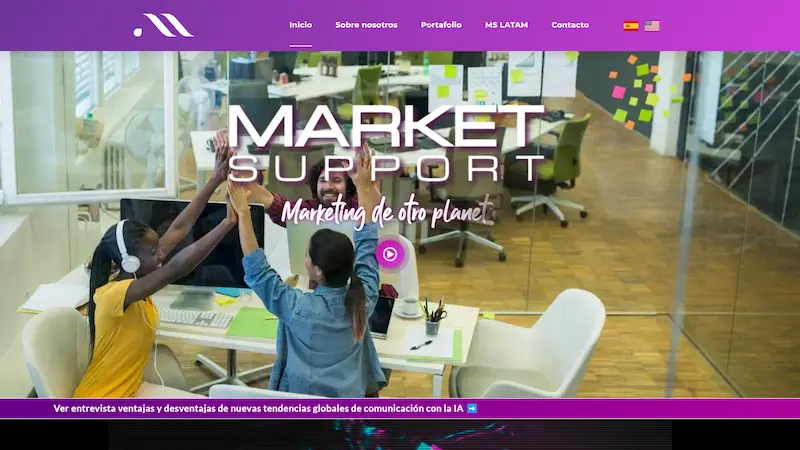 Inicio
Sobre nosotros
Portafolio
MS LATAM
Contacto
MARKET
SUPPORT
Marketing de otro planet
Ver entrevista ventajas y desventajas de nuevas tendencias globales de comunicación con la IA ➡️